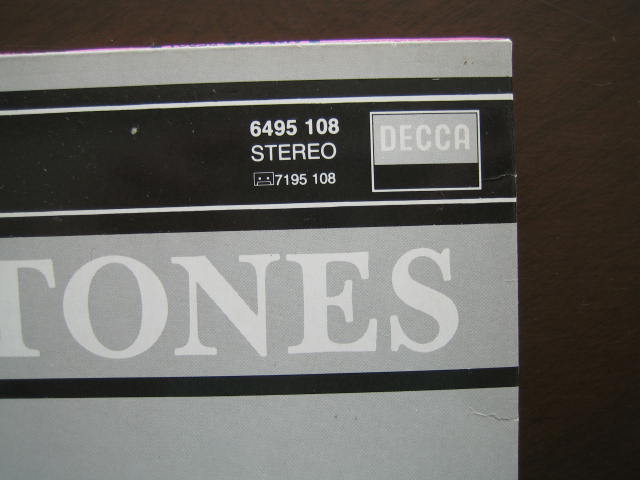 6495 108
STEREO
7195 108
DECCA
TONES